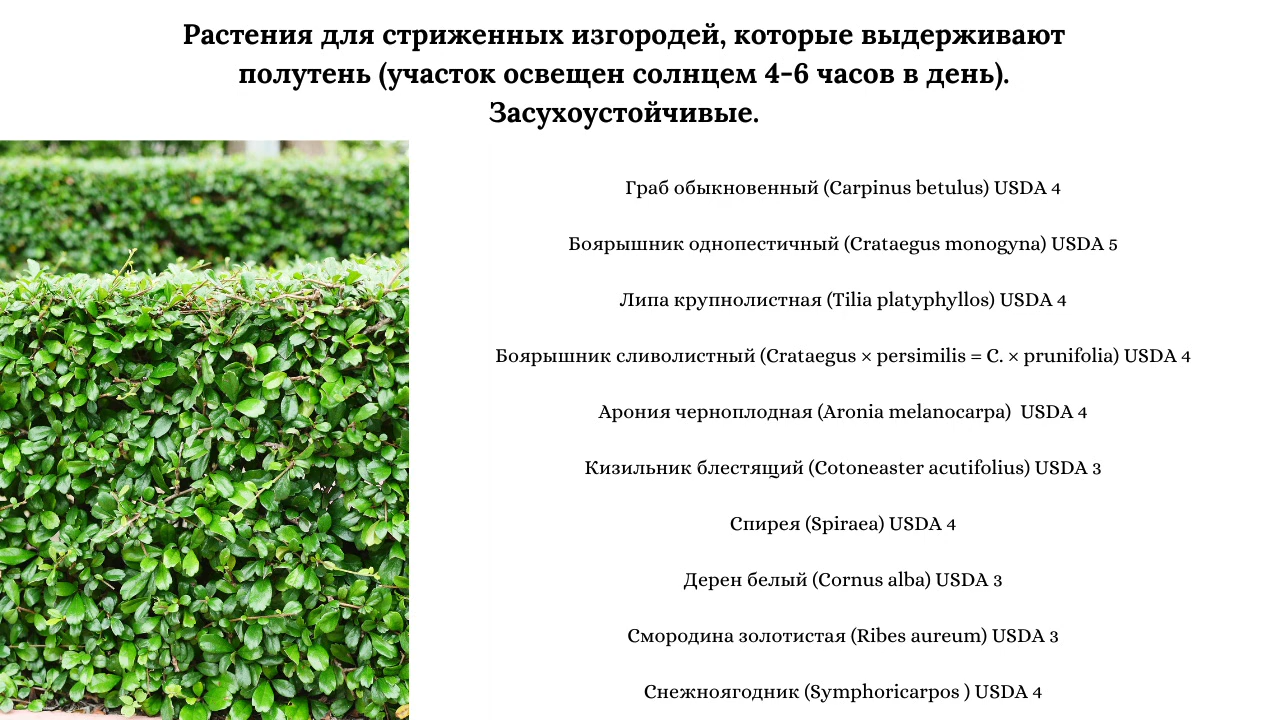 Растения для стриженных изгородей, которые выдерживают
полутень (участок освещен солнцем 4-6 часов в день).
Засухоустойчивые.
Граб обыкновенный (Carpinus betulus) USDA 4
Боярышник однопестичный (Crataegus monogyna) USDA 5
Липа крупнолистная (Tilia platyphyllos) USDA 4
Боярышник сливолистный (Crataegus × persimilis = C. × prunifolia) USDA 4
Арония черноплодная (Aronia melanocarpa) USDA 4
Кизильник блестящий (Cotoneaster acutifolius) USDA 3
Спирея (Spiraea) USDA 4
Дерен белый (Cornus alba) USDA 3
Смородина золотистая (Ribes aureum) USDA 3
Снежноягодник (Symphoricarpos ) USDA 4